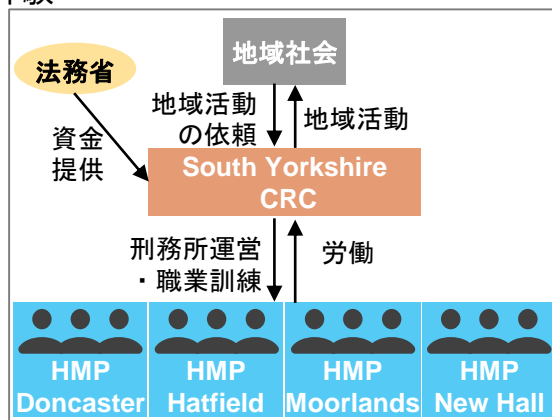 法務省
地域社会
地域活動
の依頼
地域活動
資金
提供
South Yorkshire
CRC
刑務所運営
・職業訓練
労働
HMP
Doncaster
HMP
Hatfield
HMP
Moorlands
HMP
New Hall